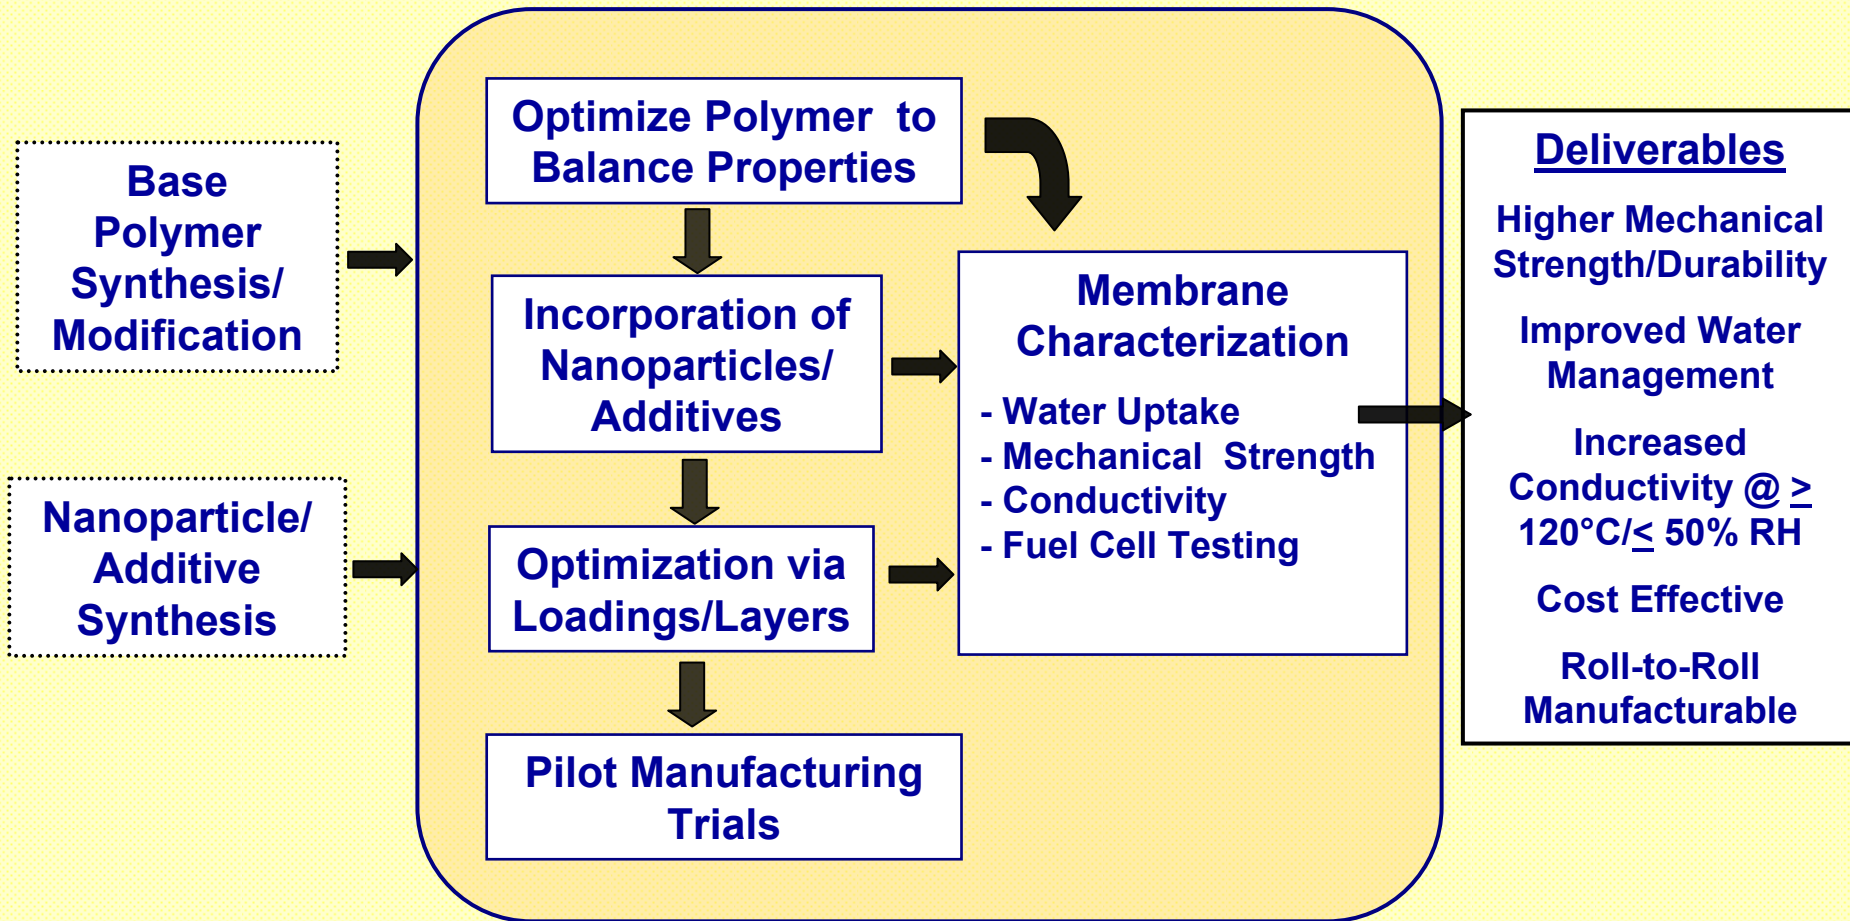 Base
Polymer
Synthesis/
Modification
Nanoparticle/
Additive
Synthesis
Optimize Polymer to
Balance Properties
Incorporation of
Nanoparticles/
Additives
Optimization via
Loadings/Layers
Pilot Manufacturing
Trials
Membrane
Characterization
- Water Uptake
- Mechanical Strength
- Conductivity
- Fuel Cell Testing
Deliverables
Higher Mechanical
Strength/Durability
Improved Water
Management
Increased
Conductivity @ ≥
120°C/≤ 50% RH
Cost Effective
Roll-to-Roll
Manufacturable